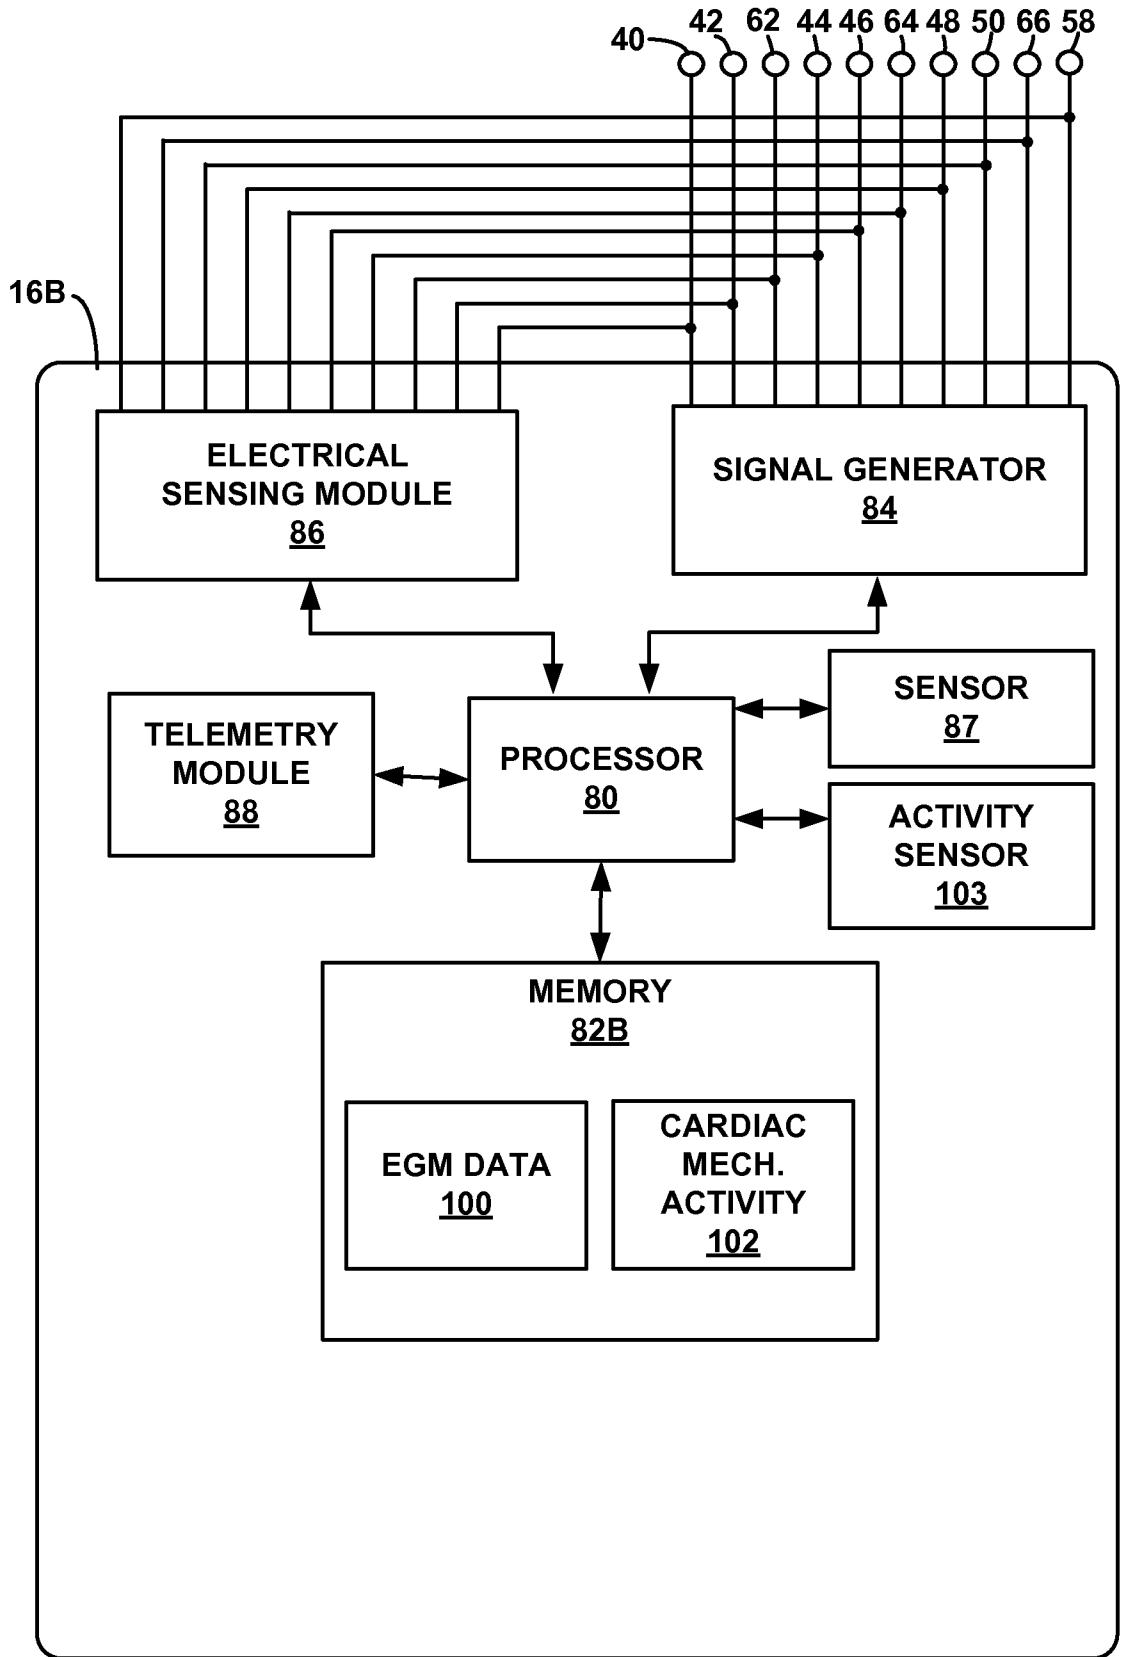 40 42 62 44 46 64 48 50 66 58
16B
ELECTRICAL
SENSING MODULE
86
SIGNAL GENERATOR
84
TELEMETRY
MODULE
88
PROCESSOR
80
SENSOR
87
ACTIVITY
SENSOR
103
MEMORY
82B
EGM DATA
100
CARDIAC
MECH.
ACTIVITY
102